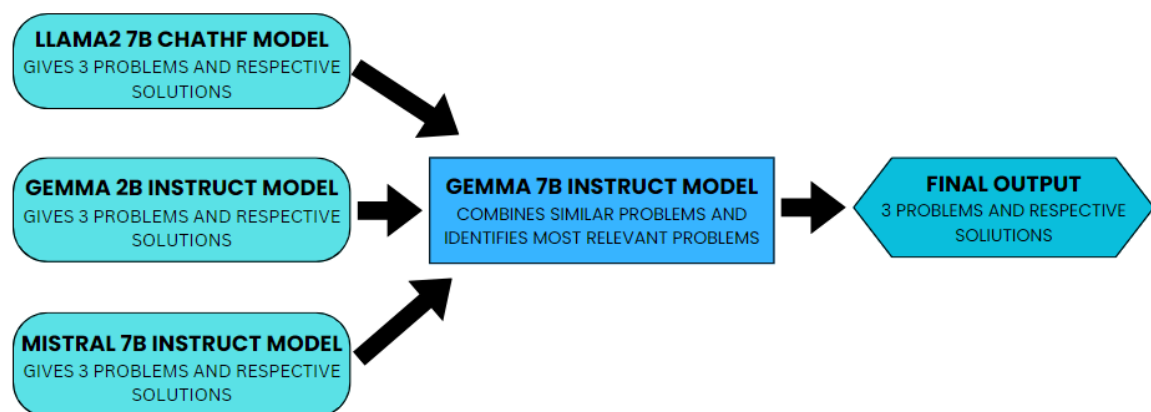 LLAMA2 7B CHATHF MODEL
GIVES 3 PROBLEMS AND RESPECTIVE
SOLUTIONS
GEMMA 2B INSTRUCT MODEL
GIVES 3 PROBLEMS AND RESPECTIVE
SOLUTIONS
MISTRAL 7B INSTRUCT MODEL
GIVES 3 PROBLEMS AND RESPECTIVE
SOLUTIONS
GEMMA 7B INSTRUCT MODEL
COMBINES SIMILAR PROBLEMS AND
IDENTIFIES MOST RELEVANT PROBLEMS
FINAL OUTPUT
3 PROBLEMS AND RESPECTIVE
SOLIUTIONS